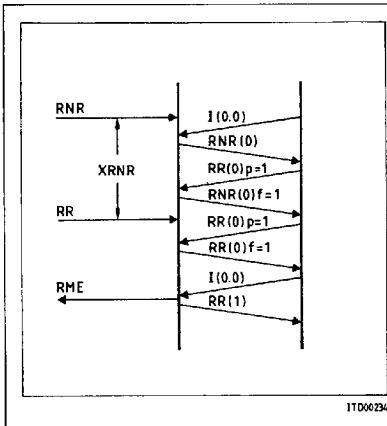 RNR
I(0.0)
RNR(0)
XRNR
RR(0)p=1
RNR(0)f=1
RR
RR(0)p=1
RR(0)f=1
I(0.0)
RME
RR(1)
ITD00234